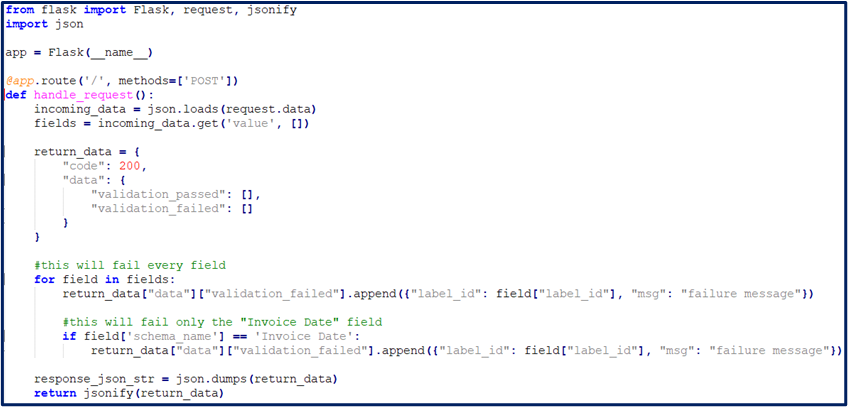 from flask import Flask, request, jsonify
import json
app = Flask(__name__)
@app.route('/', methods=['POST'])
def handle_request():
    incoming_data = json.loads(request.data)
    fields = incoming_data.get('value', [])
    return_data = {
        "code": 200,
        "data": {
            "validation_passed": [],
            "validation_failed": []
        }
    }
    #this will fail every field
    for field in fields:
        return_data["data"]["validation_failed"].append({"label_id": field["label_id"], "msg": "failure message"})
        #this will fail only the "Invoice Date" field
        if field['schema_name'] == 'Invoice Date':
            return_data["data"]["validation_failed"].append({"label_id": field["label_id"], "msg": "failure message"})
    response_json_str = json.dumps(return_data)
    return jsonify(return_data)